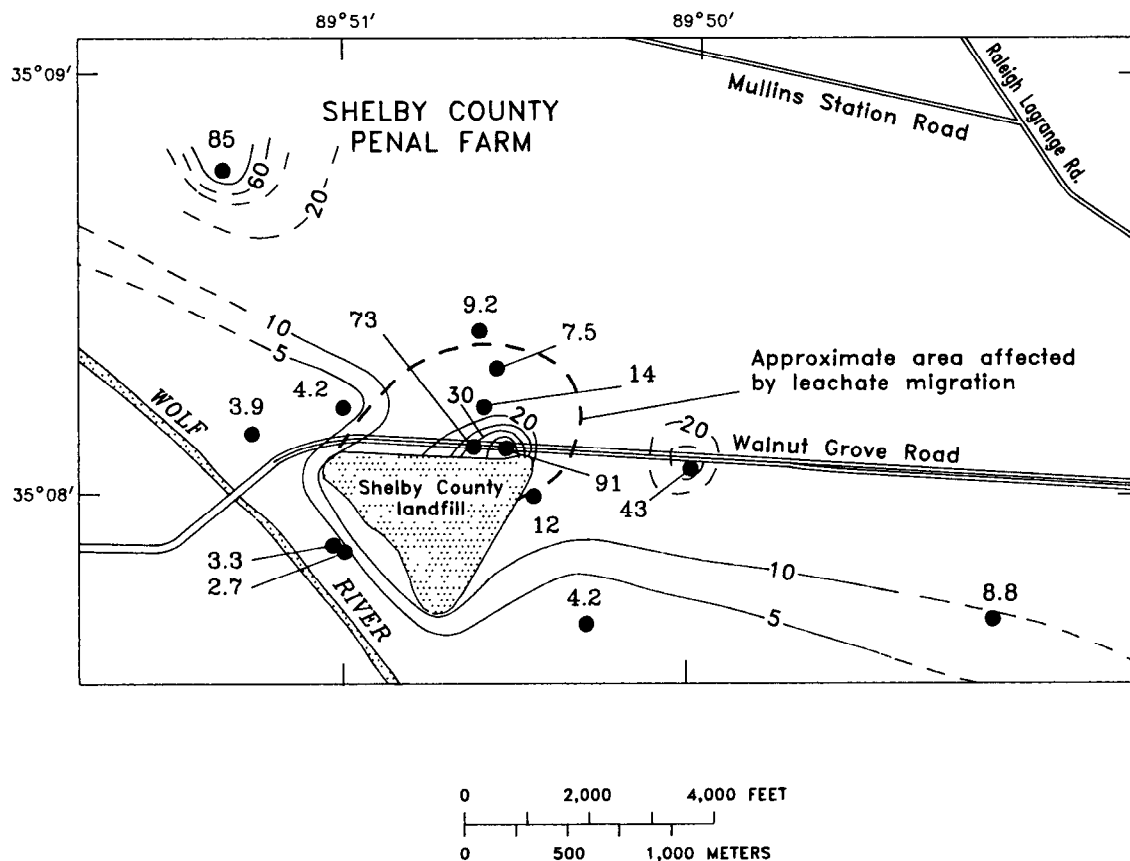 89°51'
89°50'
35°09'
Mullins Station Road
Raleigh Lagrange Rd.
SHELBY COUNTY
PENAL FARM
85
60
20
10
5
9.2
73
7.5
4.2
3.9
30
14
20
Approximate area affected
by leachate migration
WOLF
RIVER
20
Walnut Grove Road
Shelby County
landfill
91
43
35°08'
12
3.3
2.7
4.2
10
5
8.8
0 2,000 4,000 FEET
0 500 1,000 METERS